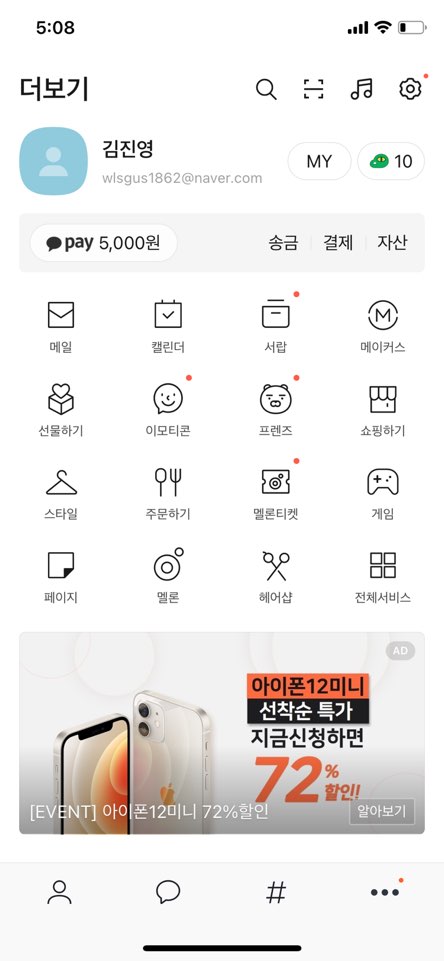 5:08
더보기
김진영
wlsgus1862@naver.com
MY
10
pay 5,000원
송금
결제
자산
메일
캘린더
서랍
메이커스
선물하기
이모티콘
프렌즈
쇼핑하기
스타일
주문하기
멜론티켓
게임
페이지
멜론
헤어샵
전체서비스
AD
아이폰12미니
선착순 특가
지금신청하면
72%
할인!
[EVENT] 아이폰12미니 72%할인
알아보기
#